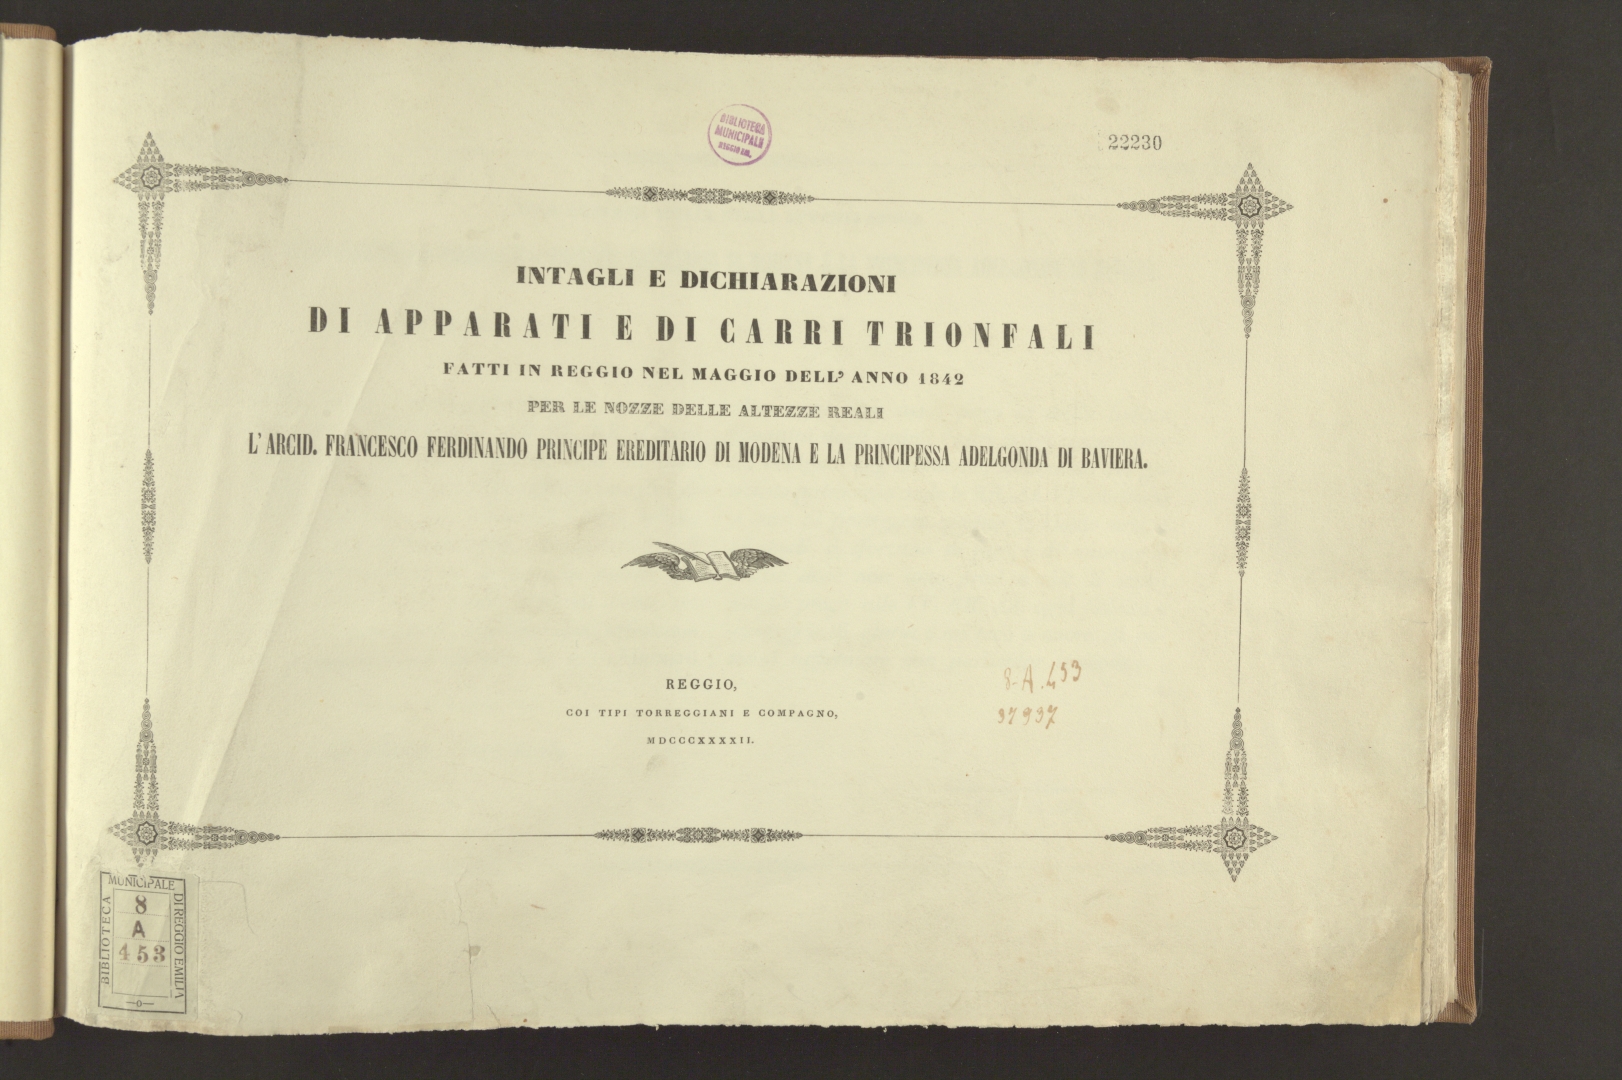 BIBLIOTECA
MUNICIPALE
REGGIO EM.
22230
INTAGLI E DICHIARAZIONI
DI APPARATI E DI CARRI TRIONFALI
FATTI IN REGGIO NEL MAGGIO DELL' ANNO 1842
PER LE NOZZE DELLE ALTEZZE REALI
L' ARCID. FRANCESCO FERDINANDO PRINCIPE EREDITARIO DI MODENA E LA PRINCIPESSA ADELGONDA DI BAVIERA.
REGGIO,
COI TIPI TORREGGIANI E COMPAGNO,
MDCCCXXXXII.
8-A.453
37937
BIBLIOTECA
MUNICIPALE
DI REGGIO EMILIA
8
A
453
—0—